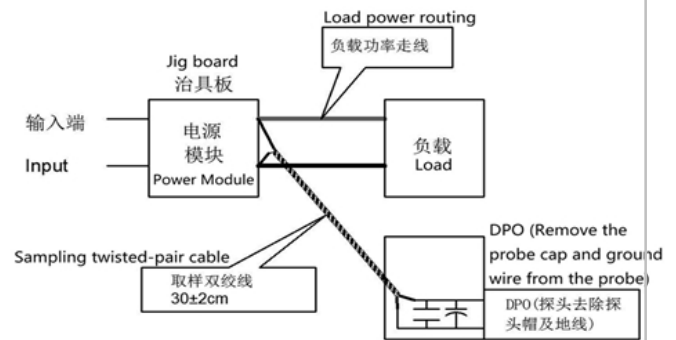 Load power routing
负载功率走线
Jig board
治具板
输入端
电源
模块
Power Module
负载
Load
Input
DPO (Remove the
probe cap and ground
wire from the probe)
Sampling twisted-pair cable
取样双绞线
30±2cm
DPO(探头去除探
头帽及地线）